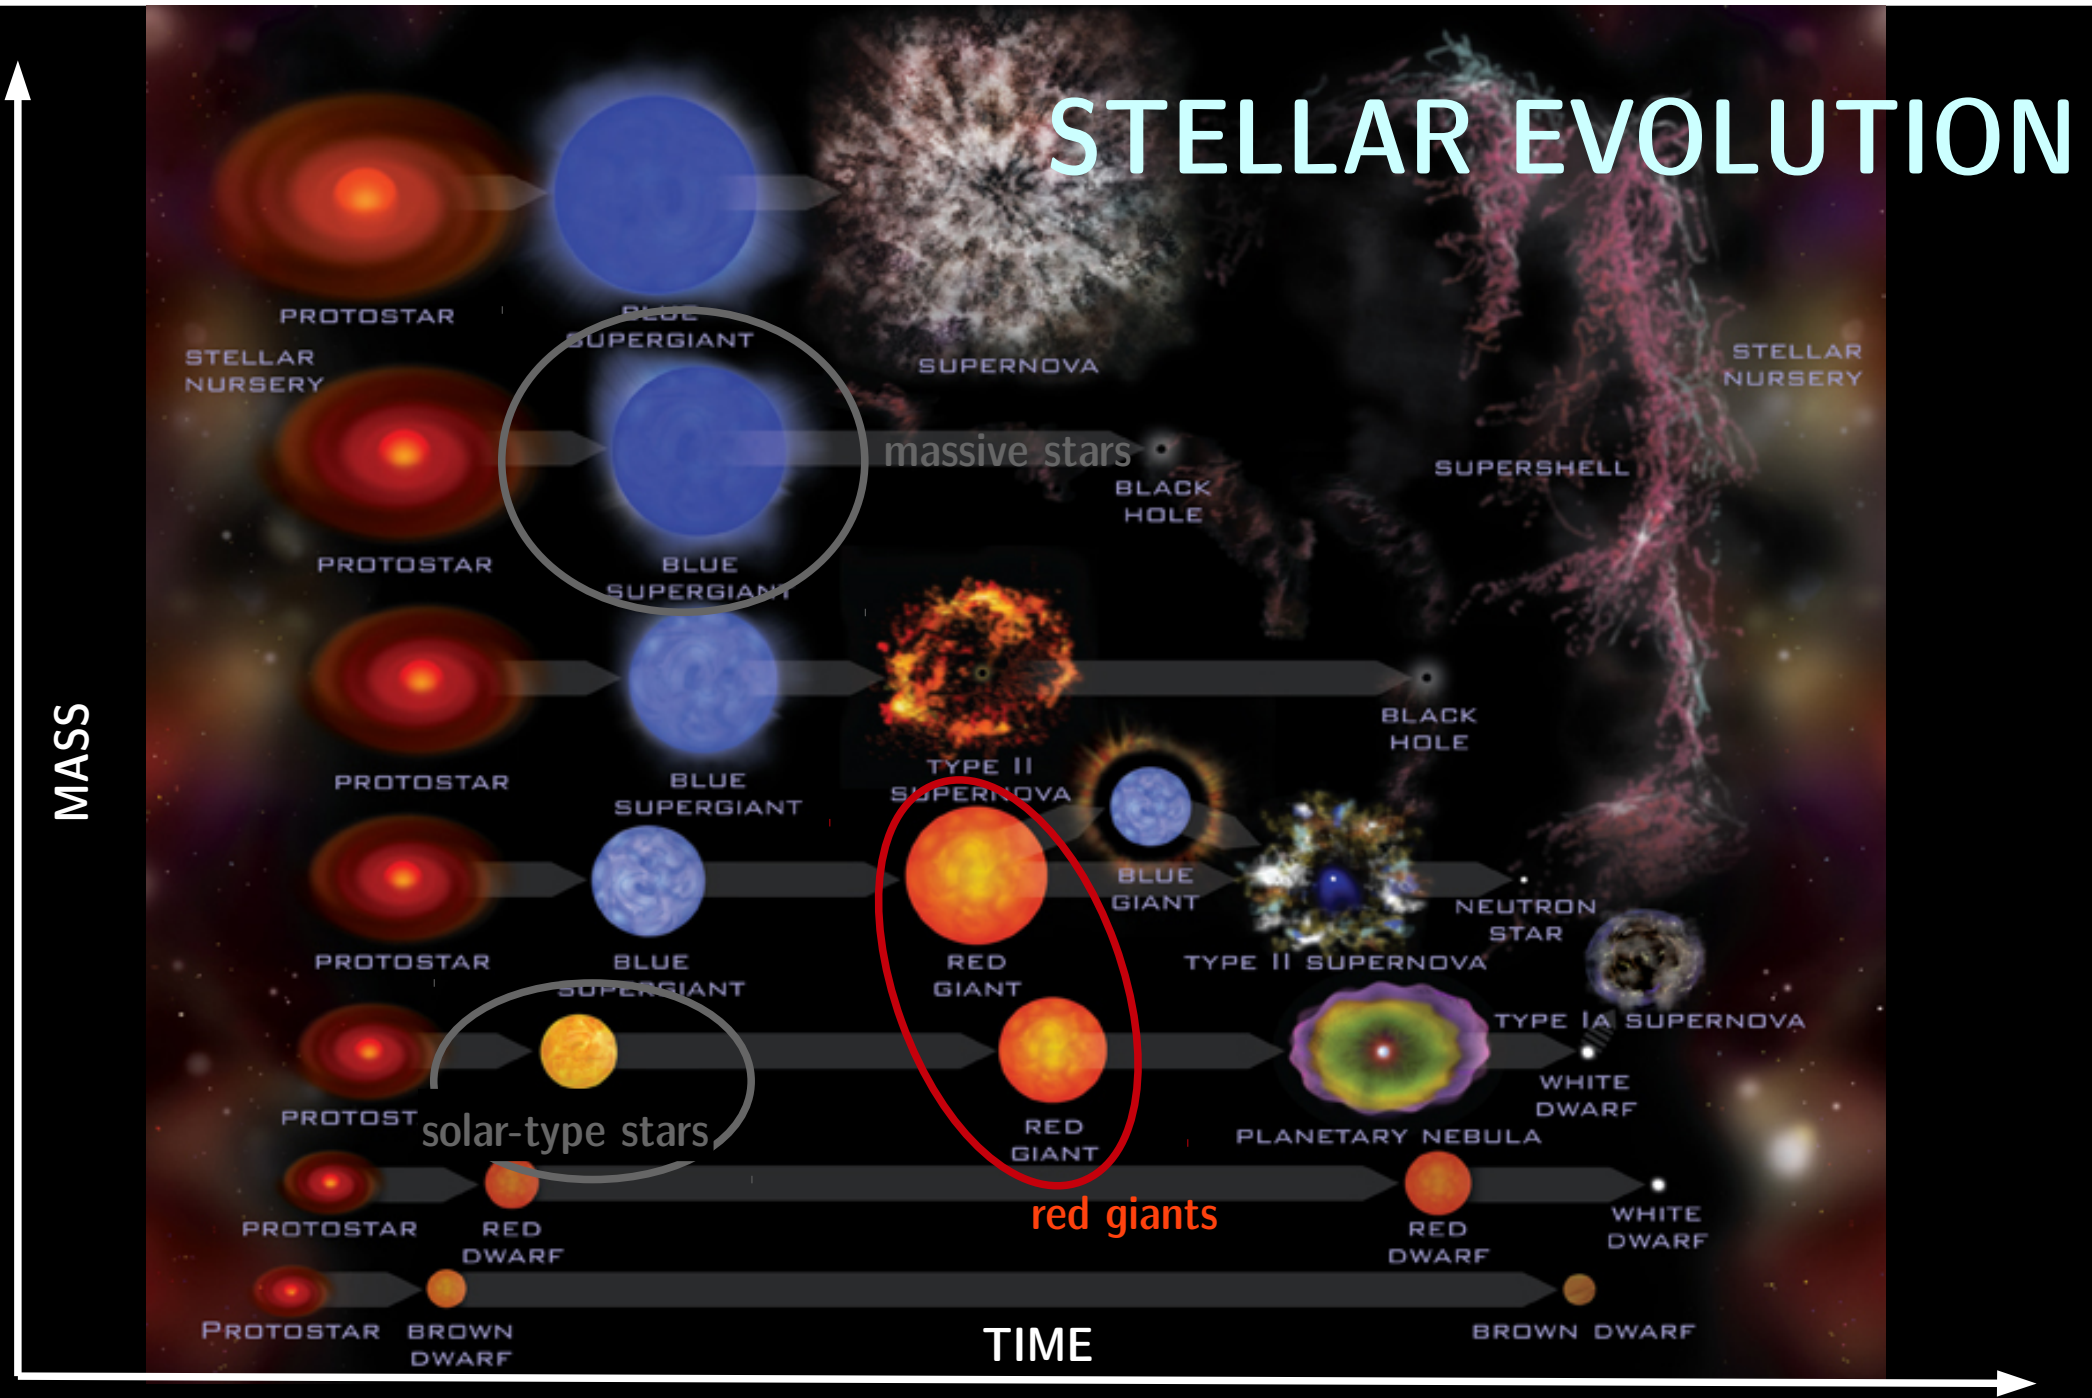 STELLAR EVOLUTION
PROTOSTAR
BLUE
SUPERGIANT
SUPERNOVA
STELLAR
NURSERY
STELLAR
NURSERY
massive stars
BLACK
HOLE
SUPERSHELL
PROTOSTAR
BLUE
SUPERGIANT
BLACK
HOLE
MASS
PROTOSTAR
BLUE
SUPERGIANT
TYPE II
SUPERNOVA
BLUE
GIANT
NEUTRON
STAR
PROTOSTAR
BLUE
SUPERGIANT
RED
GIANT
TYPE II SUPERNOVA
TYPE IA SUPERNOVA
WHITE
DWARF
PROTOST
solar-type stars
RED
GIANT
PLANETARY NEBULA
red giants
PROTOSTAR
RED
DWARF
RED
DWARF
WHITE
DWARF
PROTOSTAR
BROWN
DWARF
TIME
BROWN DWARF